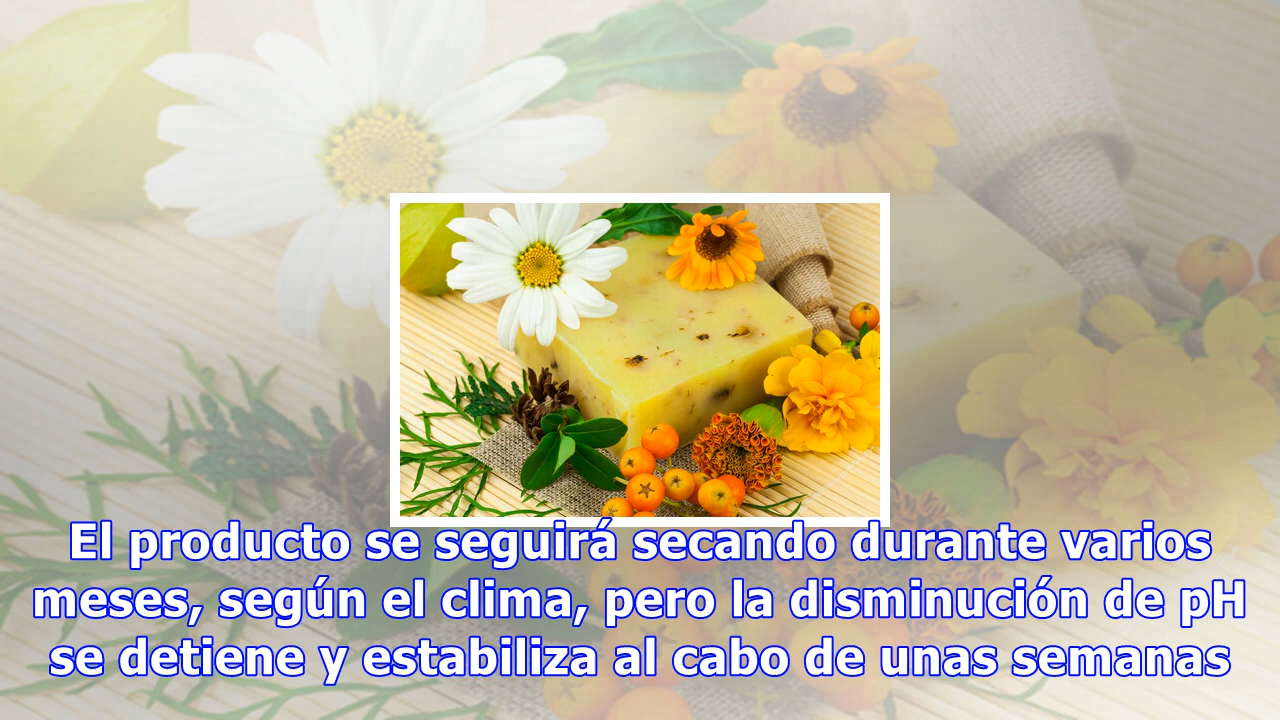 El producto se seguirá secando durante varios
meses, según el clima, pero la disminución de pH
se detiene y estabiliza al cabo de unas semanas